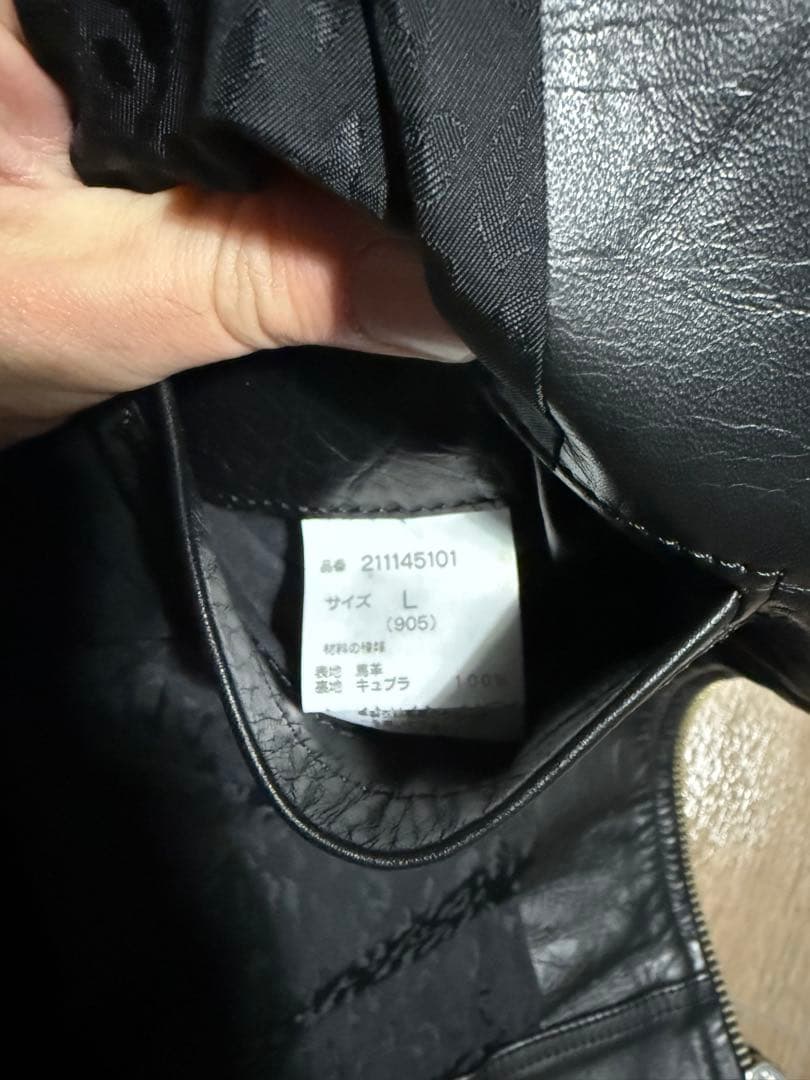 品番 211145101
サイズ L
(905)
材料の種類
表地 馬革
裏地 キュプラ 100%